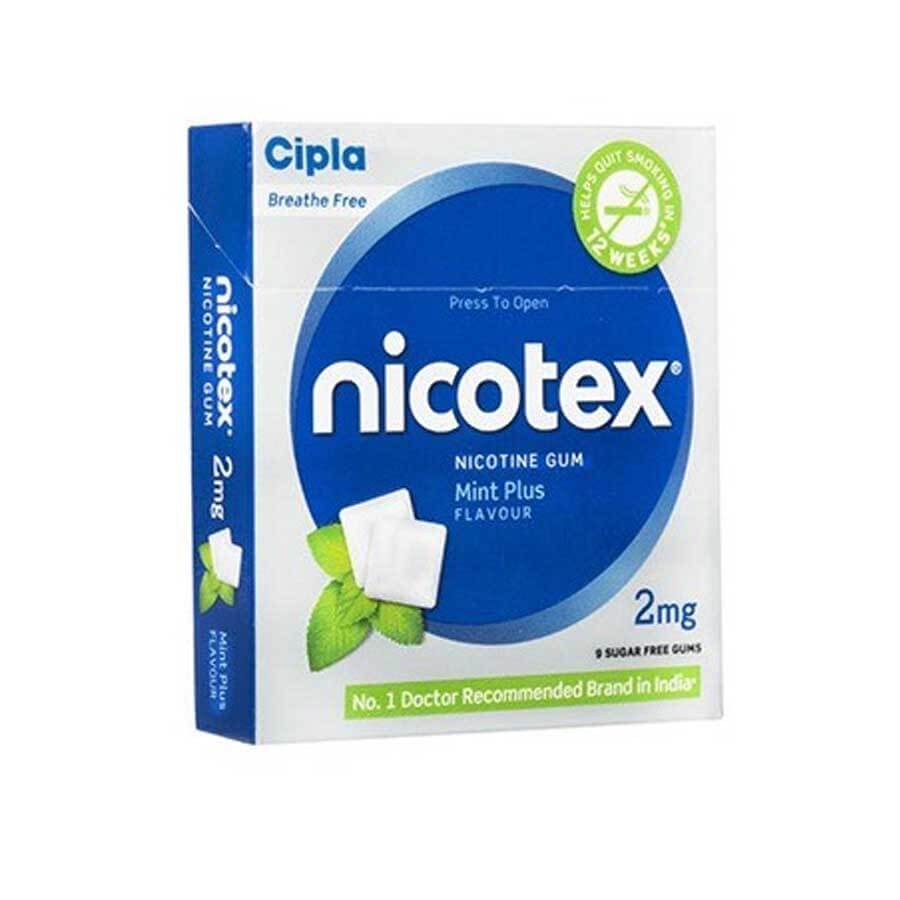 Cipla
Breathe Free
HELPS QUIT SMOKING IN
12 WEEKS*
Press To Open
nicotex®
NICOTINE GUM
Mint Plus
FLAVOUR
2mg
9 SUGAR FREE GUMS
No. 1 Doctor Recommended Brand in India*
nicotex®
NICOTINE GUM
2mg
Mint Plus
FLAVOUR